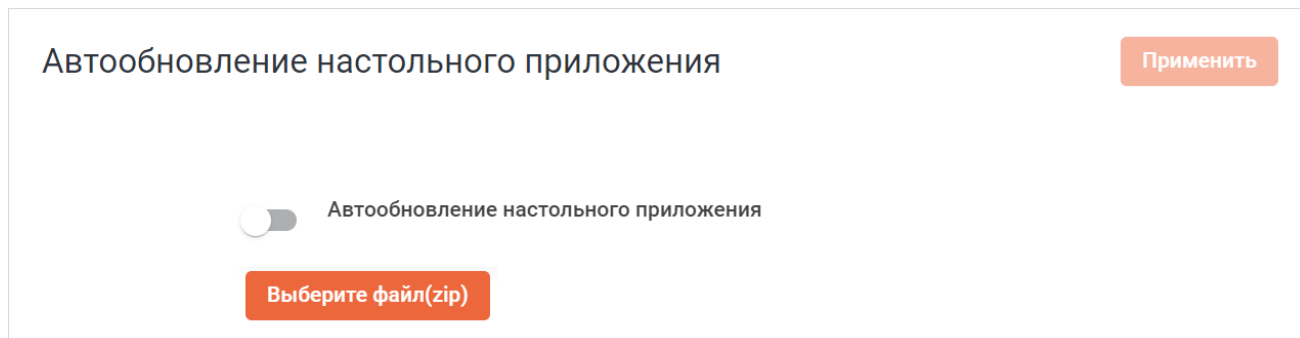 Автообновление настольного приложения
Применить
Автообновление настольного приложения
Выберите файл(zip)